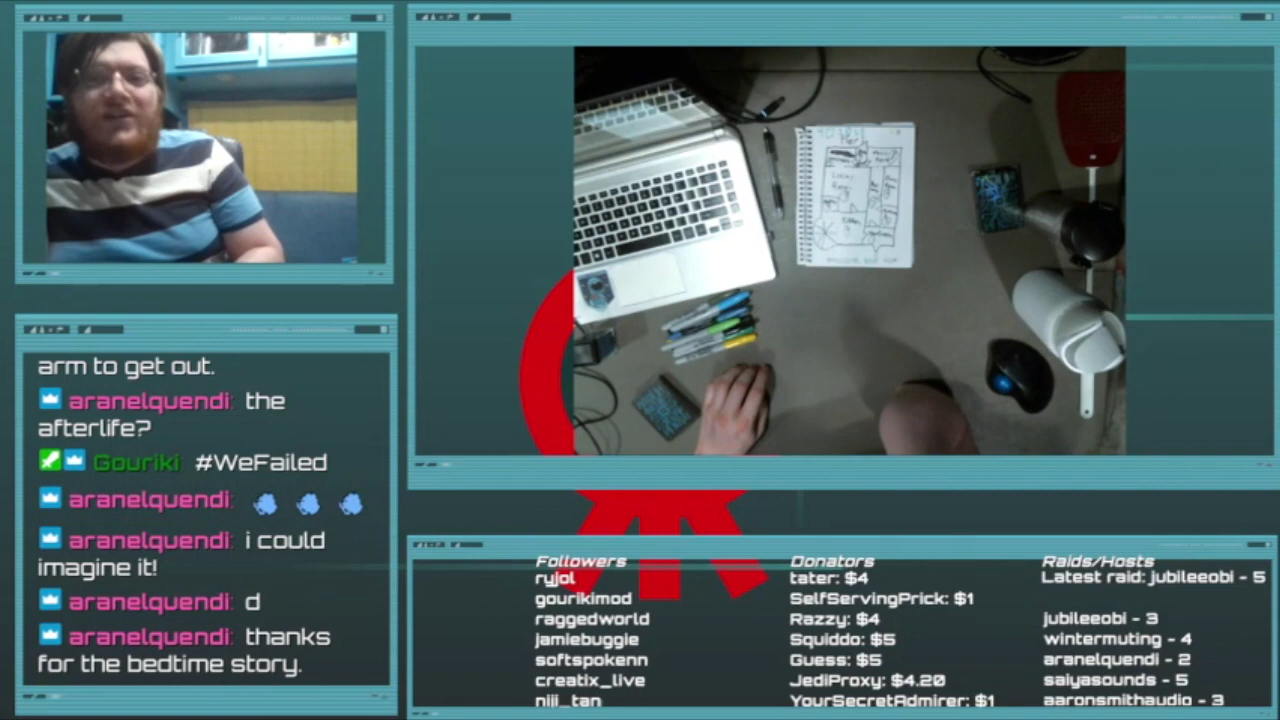 arm to get out.
aranelquendi: the
afterlife?
Gouriki #WeFailed
aranelquendi:
aranelquendi: i could
imagine it!
aranelquendi: d
aranelquendi: thanks
for the bedtime story.
Followers
ryjol
gourikimod
raggedworld
jamiebuggie
softspokenn
creatix_live
niji_tan
Donators
tater: $4
SelfServingPrick: $1
Razzy: $4
Squiddo: $5
Guess: $5
JediProxy: $4.20
YourSecretAdmirer: $1
Raids/Hosts
Latest raid: jubileeobi - 5
jubileeobi - 3
wintermuting - 4
aranelquendi - 2
saiyasounds - 5
aaronsmithaudio - 3